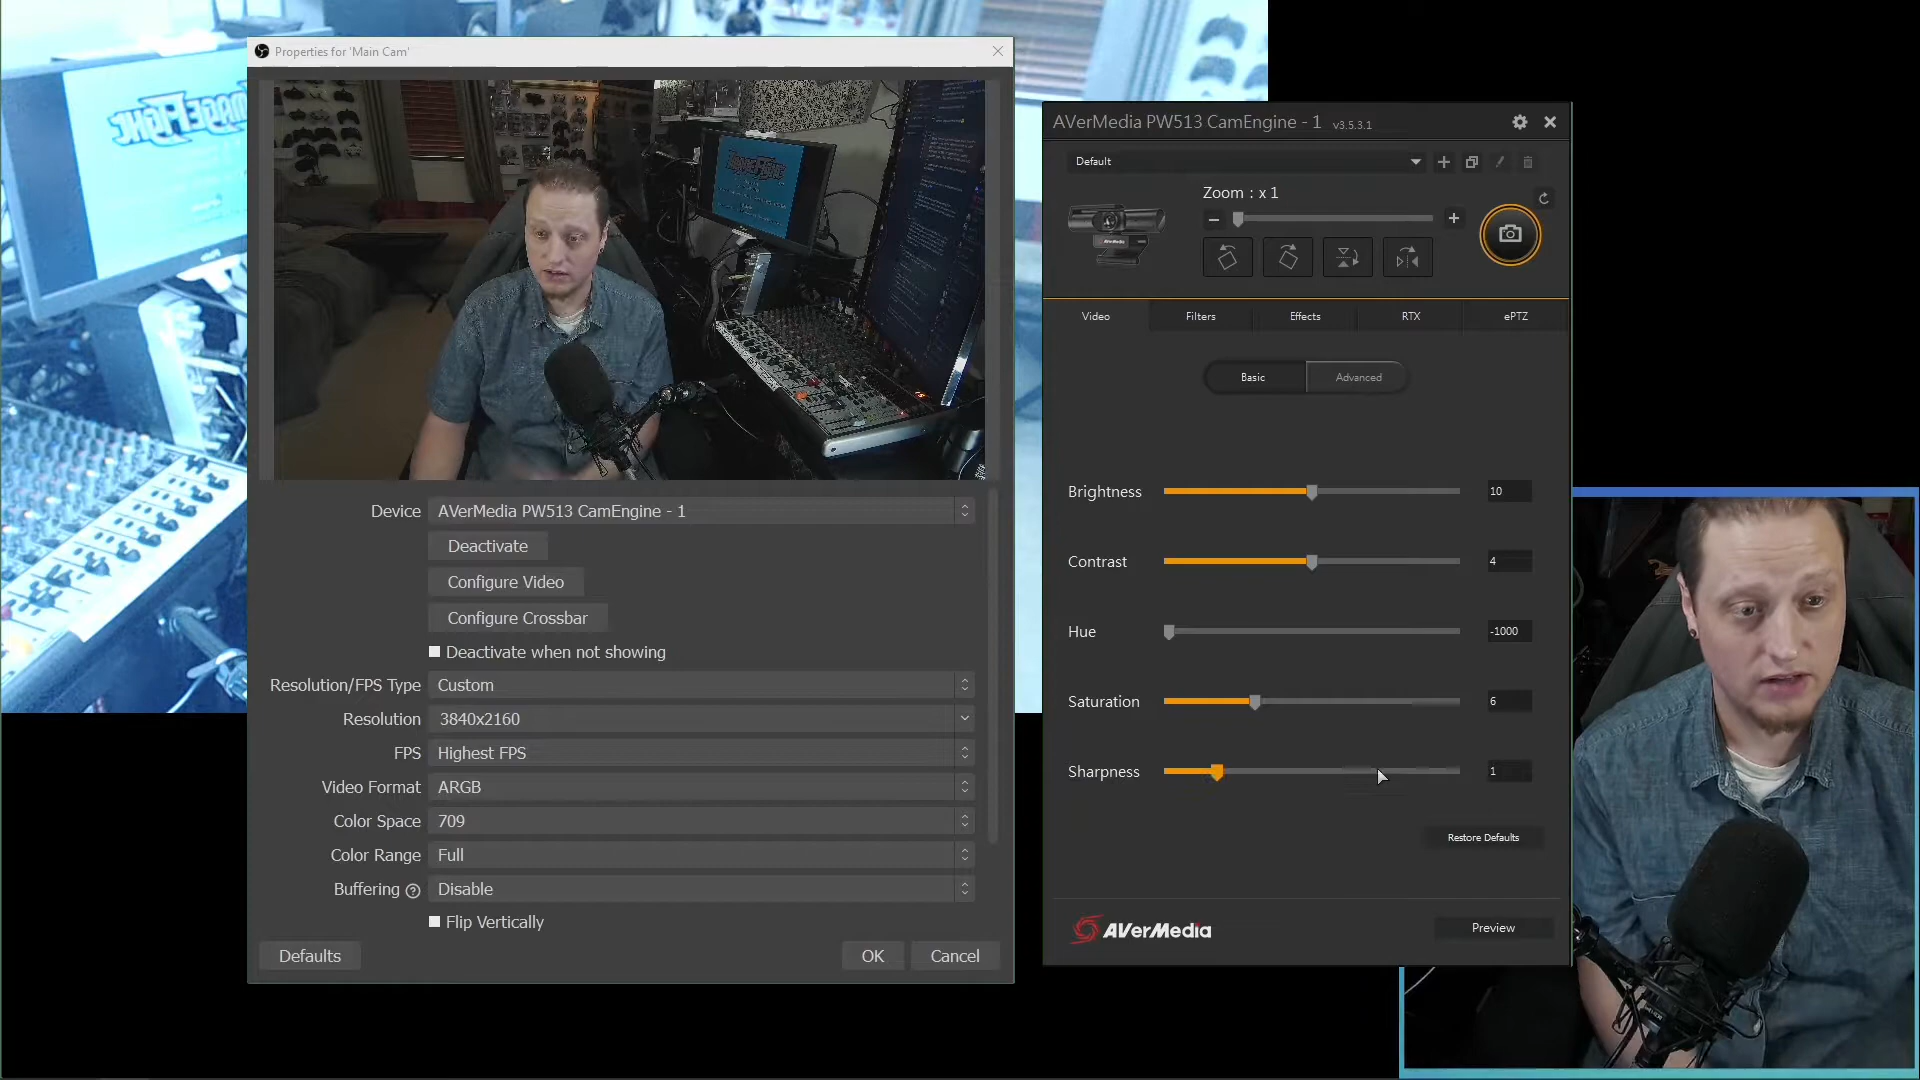 Properties for 'Main Cam'
Device
AVerMedia PW513 CamEngine - 1
Deactivate
Configure Video
Configure Crossbar
Deactivate when not showing
Resolution/FPS Type
Custom
Resolution
3840x2160
FPS
Highest FPS
Video Format
ARGB
Color Space
709
Color Range
Full
Buffering
Disable
Flip Vertically
Defaults
OK
Cancel
AVerMedia PW513 CamEngine - 1 v3.5.3.1
Default
Zoom : x 1
Video
Filters
Effects
RTX
ePTZ
Basic
Advanced
Brightness
10
Contrast
4
Hue
-1000
Saturation
6
Sharpness
1
Restore Defaults
AVerMedia
Preview